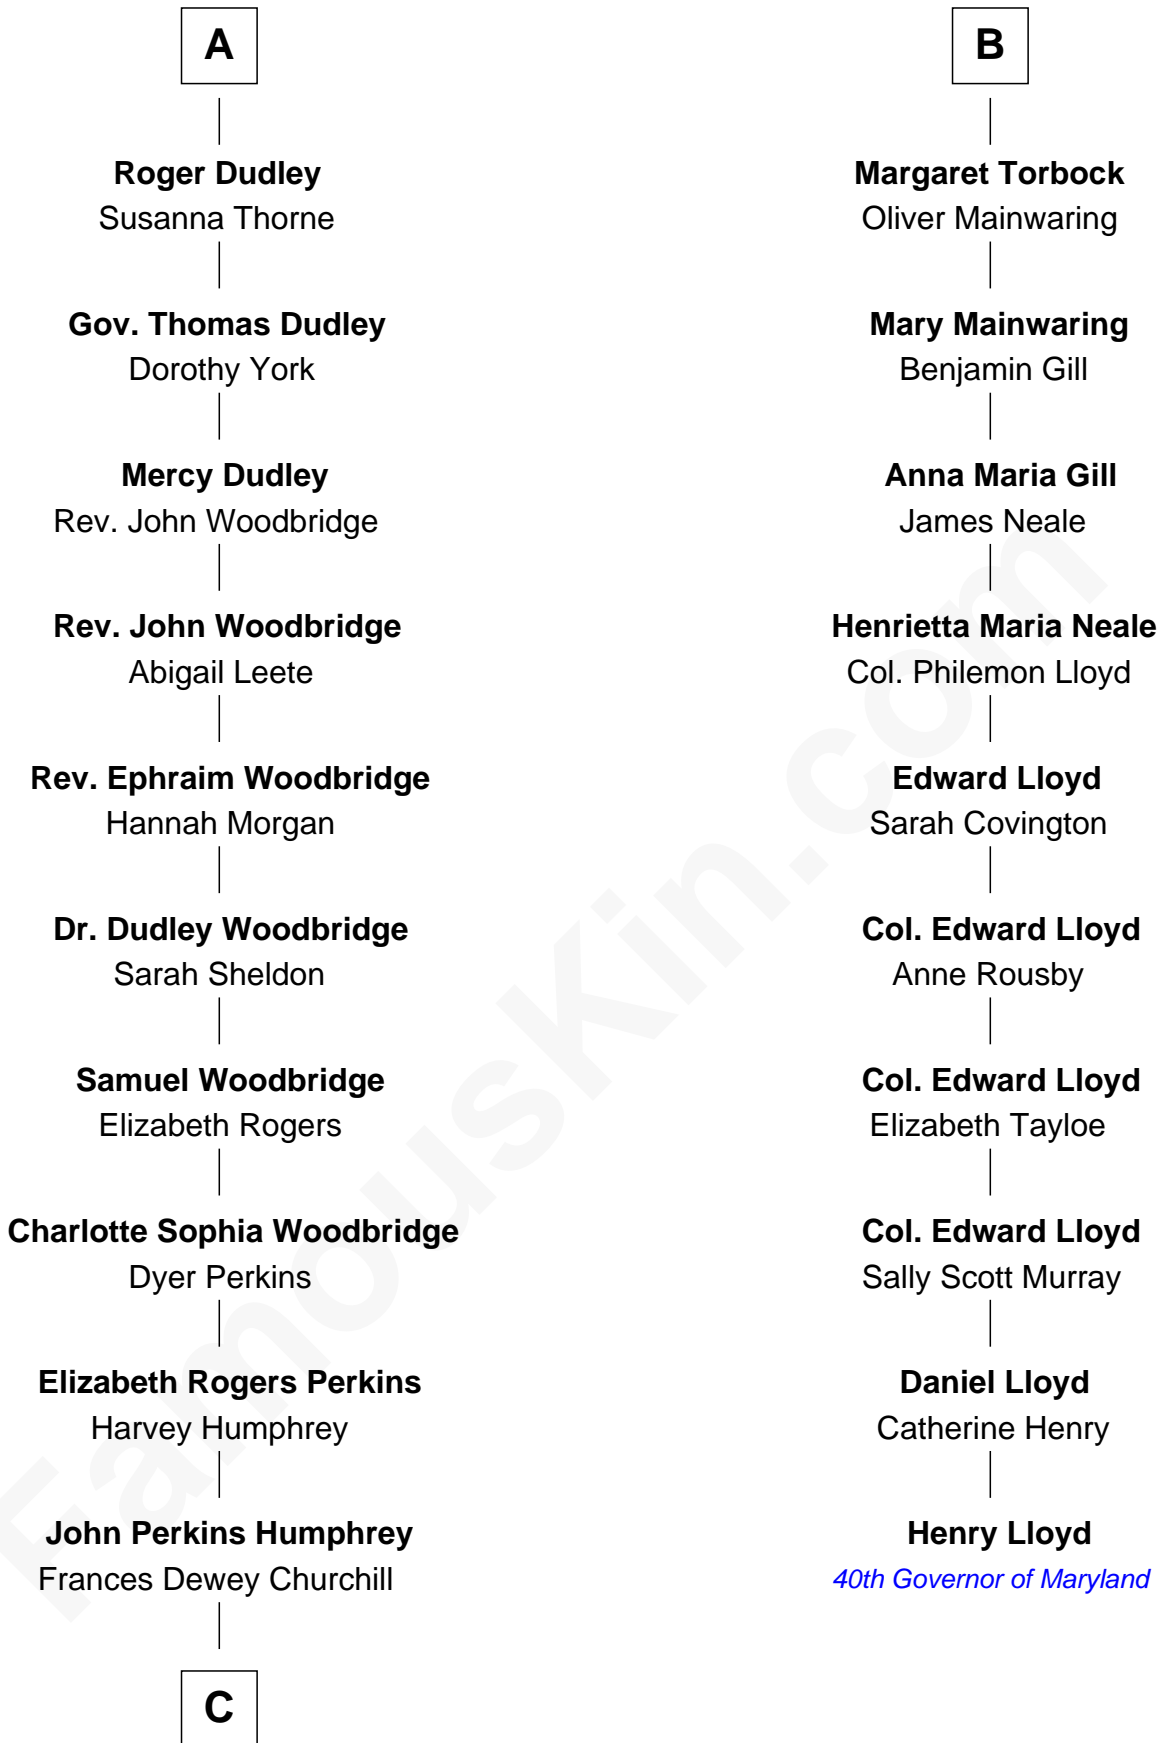 A
Roger Dudley
Susanna Thorne
Gov. Thomas Dudley
Dorothy York
Mercy Dudley
Rev. John Woodbridge
Rev. John Woodbridge
Abigail Leete
Rev. Ephraim Woodbridge
Hannah Morgan
Dr. Dudley Woodbridge
Sarah Sheldon
Samuel Woodbridge
Elizabeth Rogers
Charlotte Sophia Woodbridge
Dyer Perkins
Elizabeth Rogers Perkins
Harvey Humphrey
John Perkins Humphrey
Frances Dewey Churchill
C
B
Margaret Torbock
Oliver Mainwaring
Mary Mainwaring
Benjamin Gill
Anna Maria Gill
James Neale
Henrietta Maria Neale
Col. Philemon Lloyd
Edward Lloyd
Sarah Covington
Col. Edward Lloyd
Anne Rousby
Col. Edward Lloyd
Elizabeth Tayloe
Col. Edward Lloyd
Sally Scott Murray
Daniel Lloyd
Catherine Henry
Henry Lloyd
40th Governor of Maryland
FamousKin.com